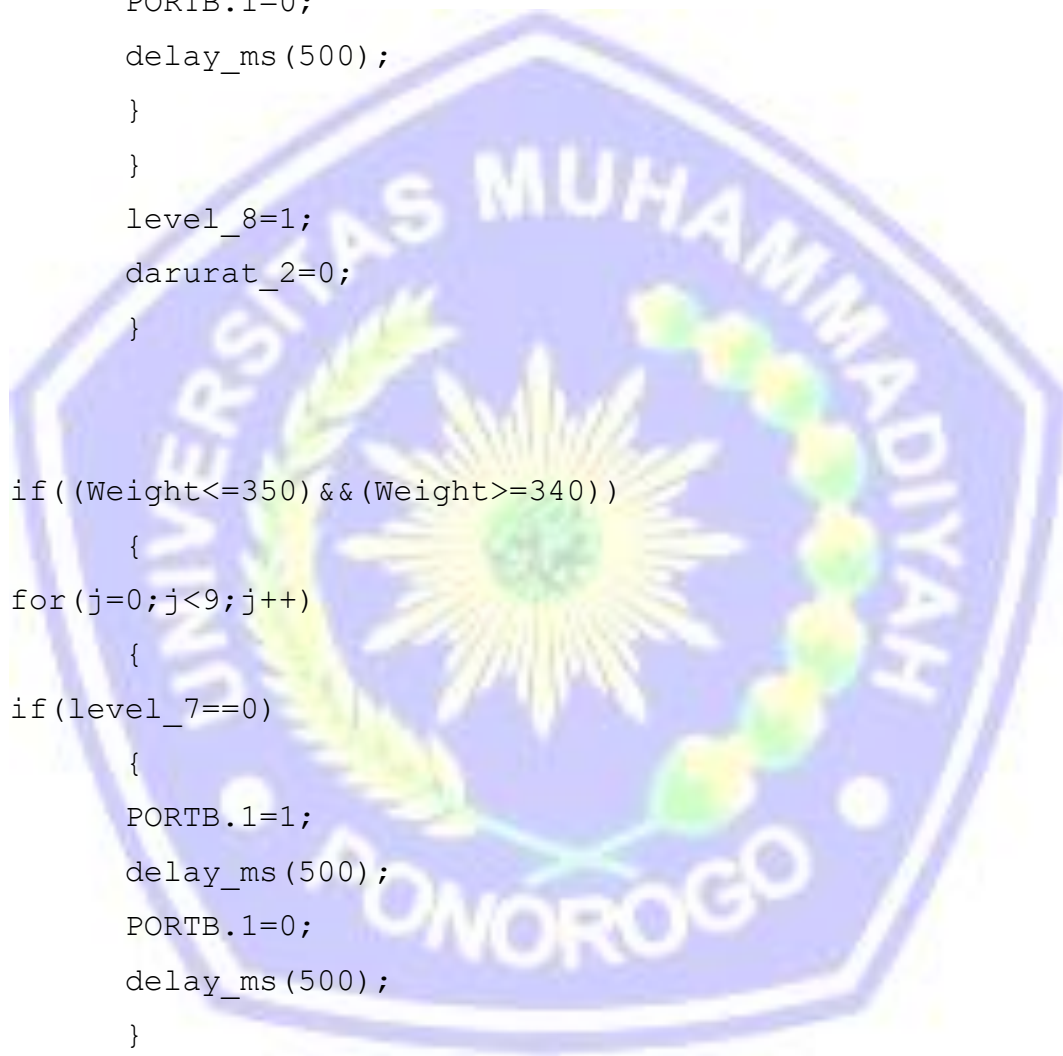 PORTB.1=0;
delay_ms(500);
}
}
level_8=1;
darurat_2=0;
}
if((Weight<=350)&&(Weight>=340))
{
for(j=0;j<9;j++)
{
if(level_7==0)
{
PORTB.1=1;
delay_ms(500);
PORTB.1=0;
delay_ms(500);
}
UNIVERSITAS MUHAMMADIYAH
PONOROGO